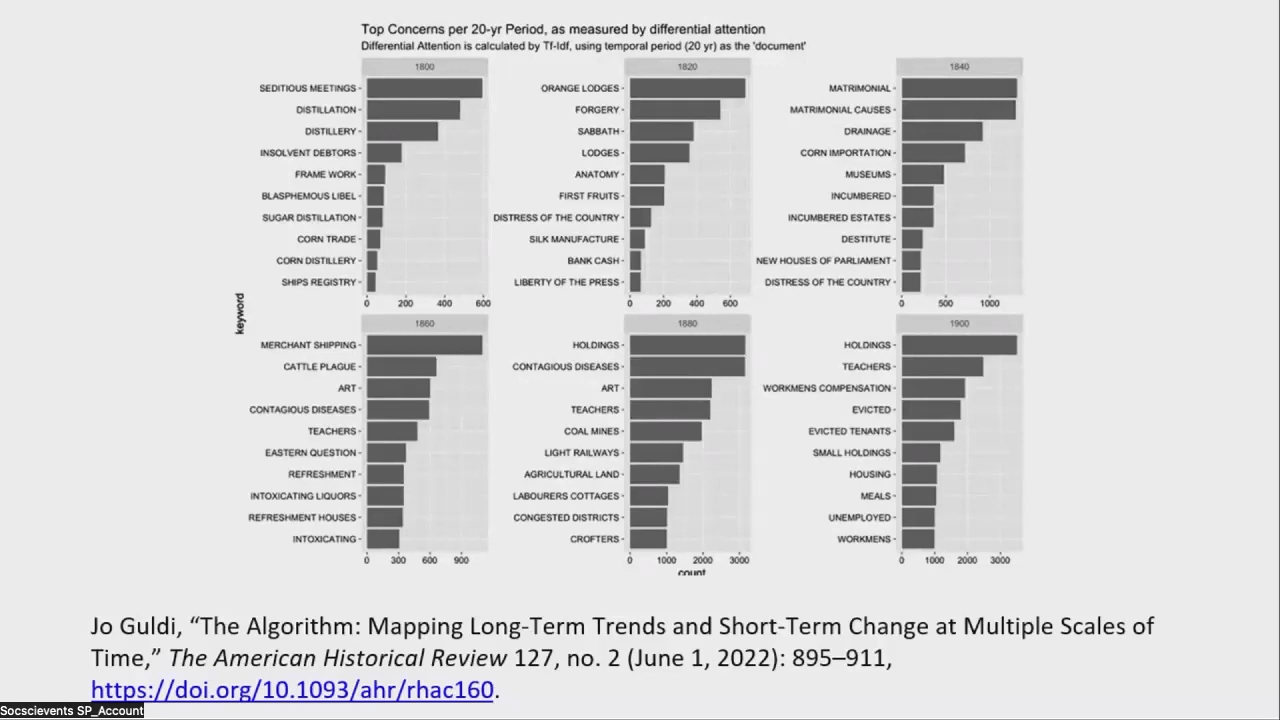 Top Concerns per 20-yr Period, as measured by differential attention
Differential Attention is calculated by Tf-Idf, using temporal period (20 yr) as the 'document'
1800
SEDITIOUS MEETINGS
DISTILLATION
DISTILLERY
INSOLVENT DEBTORS
FRAME WORK
BLASPHEMOUS LIBEL
SUGAR DISTILLATION
CORN TRADE
CORN DISTILLERY
SHIPS REGISTRY
0 200 400 600
1820
ORANGE LODGES
FORGERY
SABBATH
LODGES
ANATOMY
FIRST FRUITS
DISTRESS OF THE COUNTRY
SILK MANUFACTURE
BANK CASH
LIBERTY OF THE PRESS
0 200 400 600
1840
MATRIMONIAL
MATRIMONIAL CAUSES
DRAINAGE
CORN IMPORTATION
MUSEUMS
INCUMBERED
INCUMBERED ESTATES
DESTITUTE
NEW HOUSES OF PARLIAMENT
DISTRESS OF THE COUNTRY
0 500 1000
keyword
1860
MERCHANT SHIPPING
CATTLE PLAGUE
ART
CONTAGIOUS DISEASES
TEACHERS
EASTERN QUESTION
REFRESHMENT
INTOXICATING LIQUORS
REFRESHMENT HOUSES
INTOXICATING
0 300 600 900
1880
HOLDINGS
CONTAGIOUS DISEASES
ART
TEACHERS
COAL MINES
LIGHT RAILWAYS
AGRICULTURAL LAND
LABOURERS COTTAGES
CONGESTED DISTRICTS
CROFTERS
0 1000 2000 3000
1900
HOLDINGS
TEACHERS
WORKMENS COMPENSATION
EVICTED
EVICTED TENANTS
SMALL HOLDINGS
HOUSING
MEALS
UNEMPLOYED
WORKMENS
0 1000 2000 3000
count
Jo Guldi, “The Algorithm: Mapping Long-Term Trends and Short-Term Change at Multiple Scales of
Time,” The American Historical Review 127, no. 2 (June 1, 2022): 895–911,
https://doi.org/10.1093/ahr/rhac160.
Socscievents SP_Account